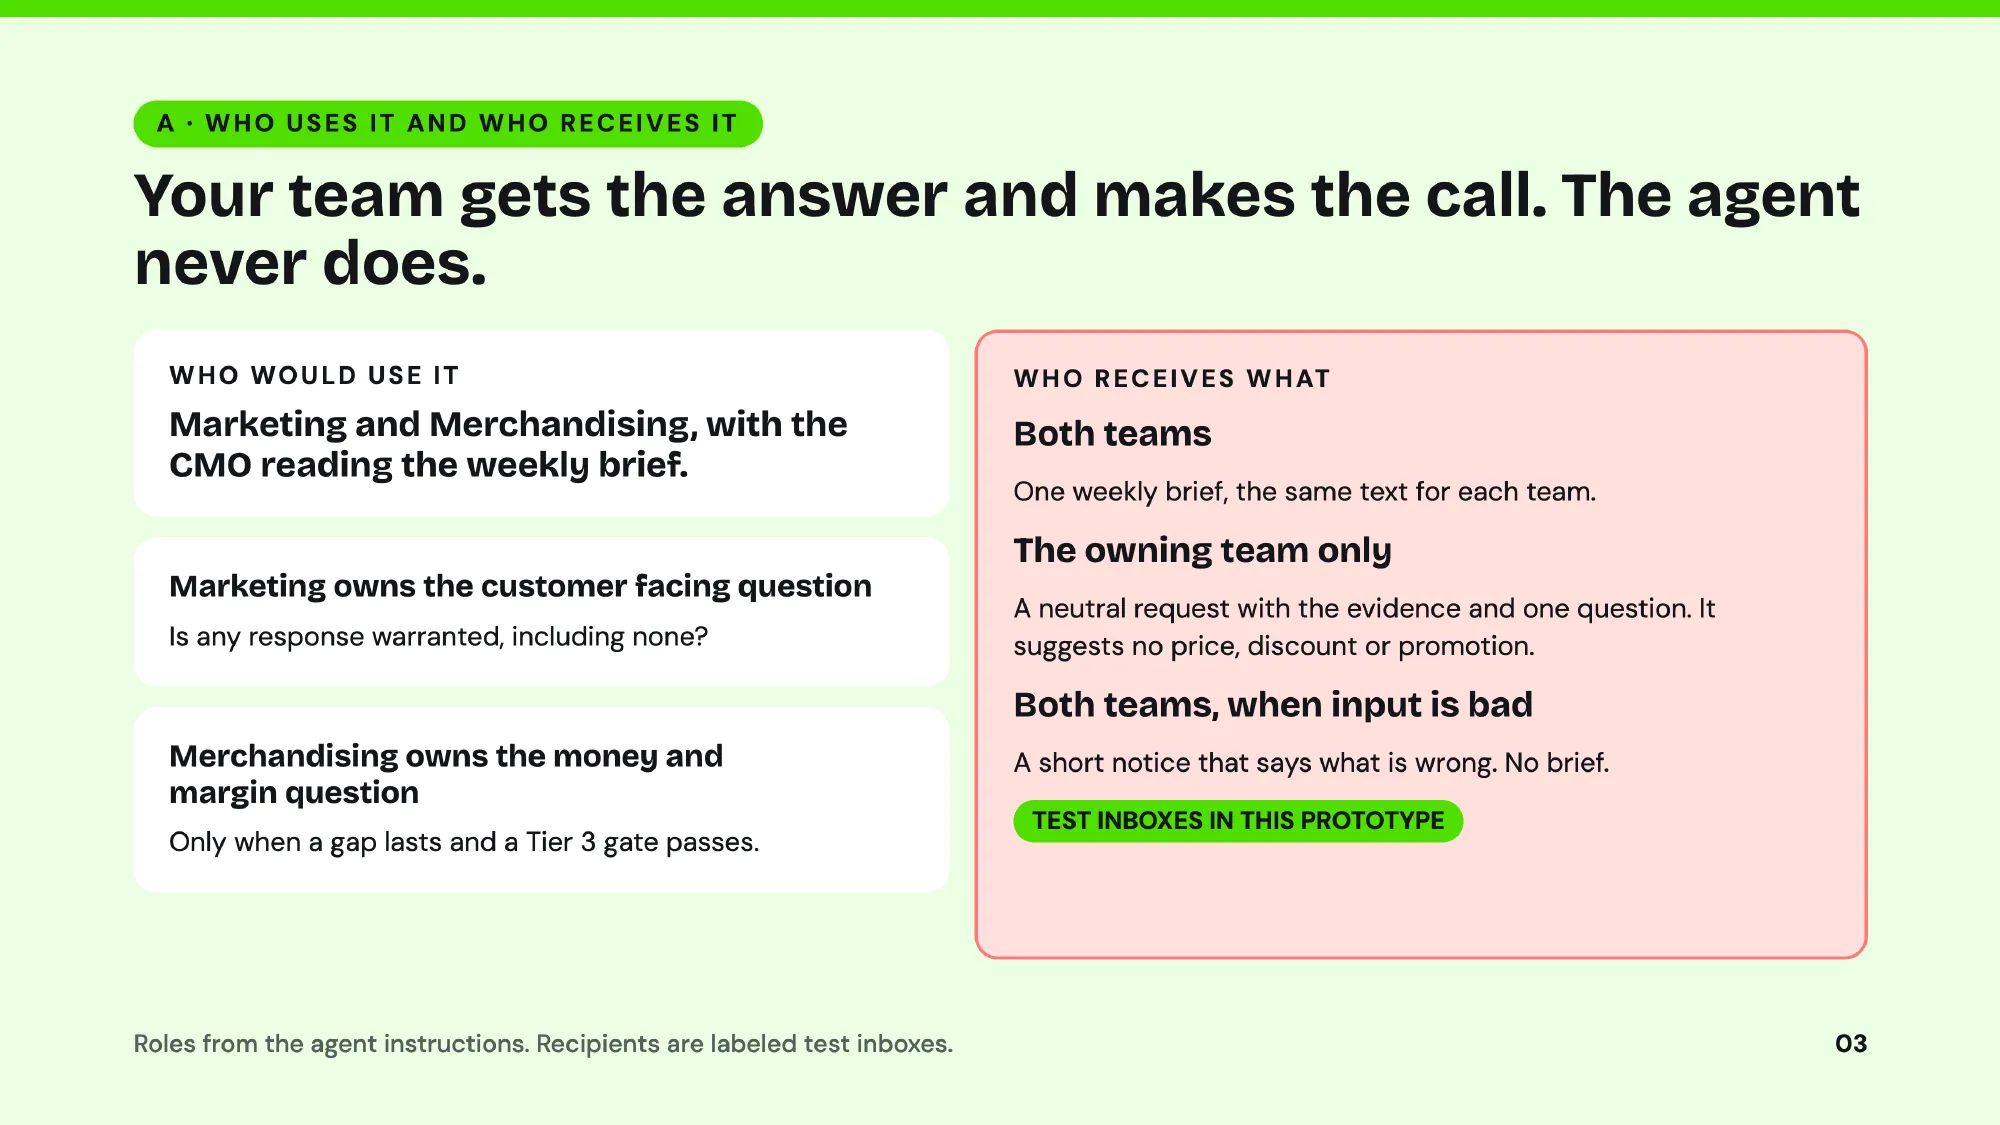 A · WHO USES IT AND WHO RECEIVES IT
Your team gets the answer and makes the call. The agent
never does.
WHO WOULD USE IT
Marketing and Merchandising, with the
CMO reading the weekly brief.
Marketing owns the customer facing question
Is any response warranted, including none?
Merchandising owns the money and
margin question
Only when a gap lasts and a Tier 3 gate passes.
WHO RECEIVES WHAT
Both teams
One weekly brief, the same text for each team.
The owning team only
A neutral request with the evidence and one question. It
suggests no price, discount or promotion.
Both teams, when input is bad
A short notice that says what is wrong. No brief.
TEST INBOXES IN THIS PROTOTYPE
Roles from the agent instructions. Recipients are labeled test inboxes.
03